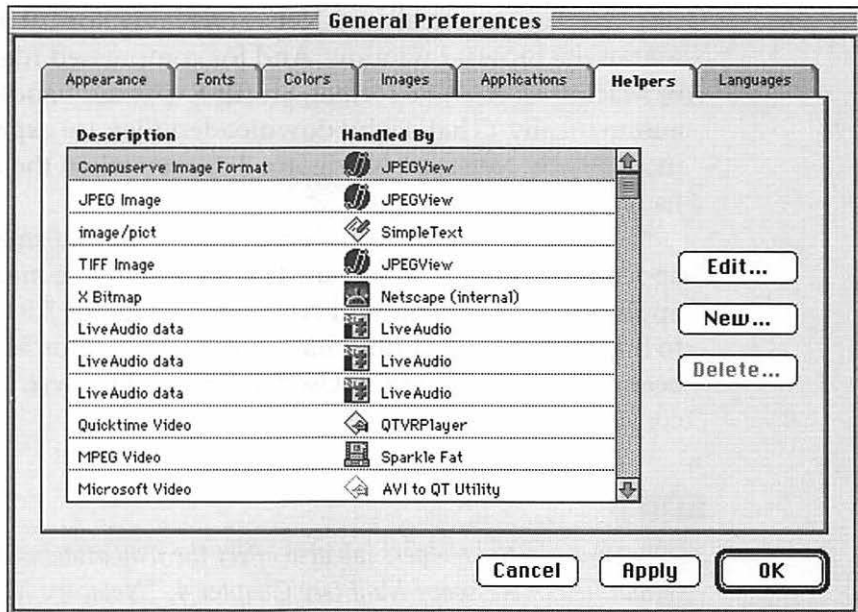 General Preferences
Appearance Fonts Colors Images Applications Helpers Languages
Description Handled By
Compuserve Image Format JPEGView
JPEG Image JPEGView
image/pict SimpleText
TIFF Image JPEGView
X Bitmap Netscape (internal)
LiveAudio data LiveAudio
LiveAudio data LiveAudio
LiveAudio data LiveAudio
Quicktime Video QTVRPlayer
MPEG Video Sparkle Fat
Microsoft Video AVI to QT Utility
Edit...
New...
Delete...
Cancel Apply OK